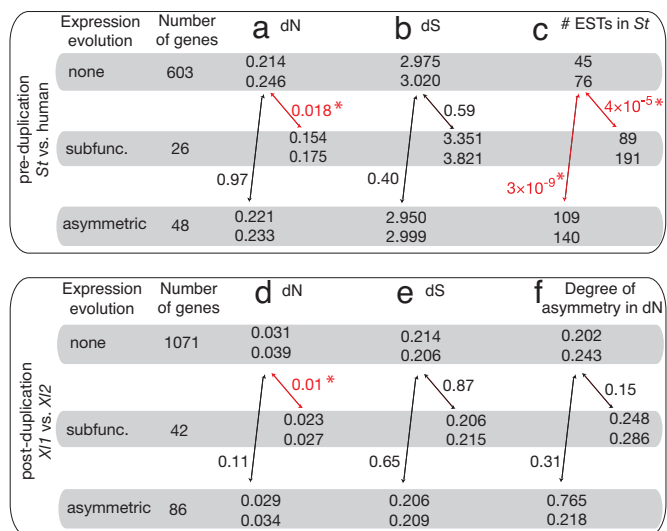 Expression evolution
Number of genes
a dN
b dS
c # ESTs in St
pre-duplication
St vs. human
none 603 0.214 2.975 45
0.246 3.020 76
0.018 * 0.59 4×10⁻⁵ *
subfunc. 26 0.154 3.351 89
0.175 3.821 191
0.97 0.40 3×10⁻⁹ *
asymmetric 48 0.221 2.950 109
0.233 2.999 140
Expression evolution
Number of genes
d dN
e dS
f Degree of asymmetry in dN
post-duplication
Xl1 vs. Xl2
none 1071 0.031 0.214 0.202
0.039 0.206 0.243
0.01 * 0.87 0.15
subfunc. 42 0.023 0.206 0.248
0.027 0.215 0.286
0.11 0.65 0.31
asymmetric 86 0.029 0.206 0.765
0.034 0.209 0.218